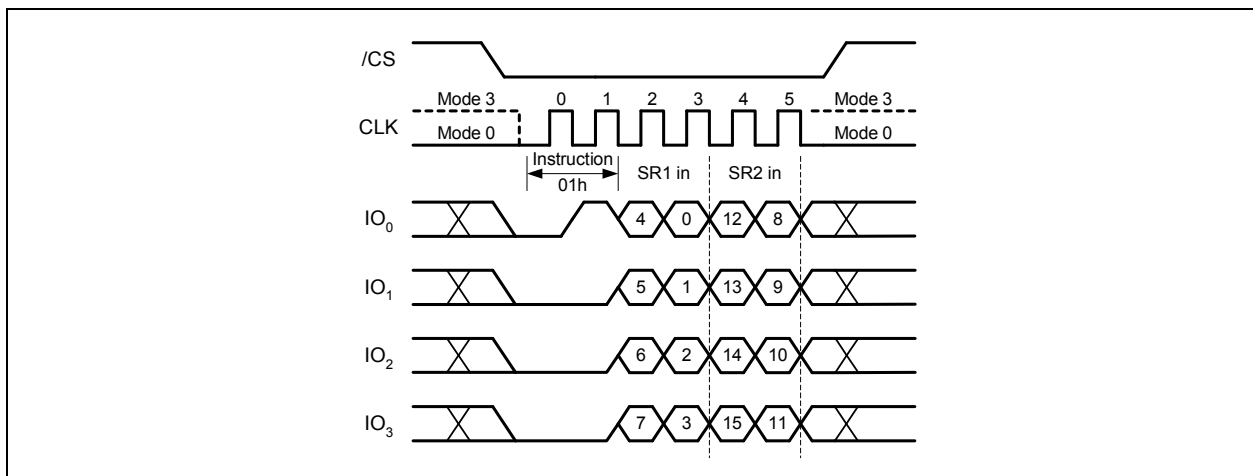 /CS
Mode 3 0 1 2 3 4 5 Mode 3
CLK Mode 0 Mode 0
Instruction
01h SR1 in SR2 in
IO0 4 0 12 8
IO1 5 1 13 9
IO2 6 2 14 10
IO3 7 3 15 11